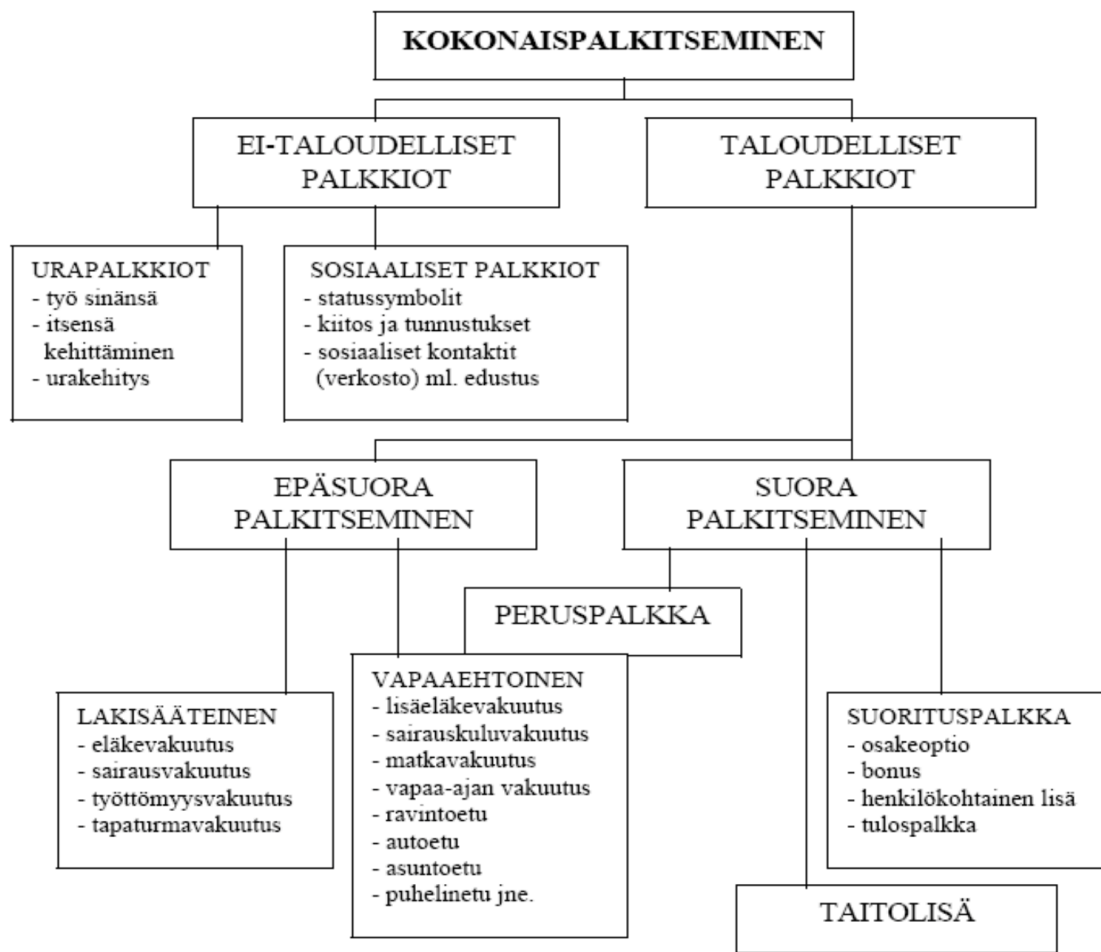 KOKONAISPALKITSEMINEN
EI-TALOUDELLISET
PALKKIOT
TALOUDELLISET
PALKKIOT
URAPALKKIOT
- työ sinänsä
- itsensä
kehittäminen
- urakehitys
SOSIAALISET PALKKIOT
- statussymbolit
- kiitos ja tunnustukset
- sosiaaliset kontaktit
(verkosto) ml. edustus
EPÄSUORA
PALKITSEMINEN
SUORA
PALKITSEMINEN
PERUSPALKKA
LAKISÄÄTEINEN
- eläkevakuutus
- sairausvakuutus
- työttömyysvakuutus
- tapaturmavakuutus
VAPAAEHTOINEN
- lisäeläkevakuutus
- sairauskuluvakuutus
- matkavakuutus
- vapaa-ajan vakuutus
- ravintoetu
- autoetu
- asuntoetu
- puhelinetu jne.
SUORITUSPALKKA
- osakeoptio
- bonus
- henkilökohtainen lisä
- tulospalkka
TAITOLISÄ